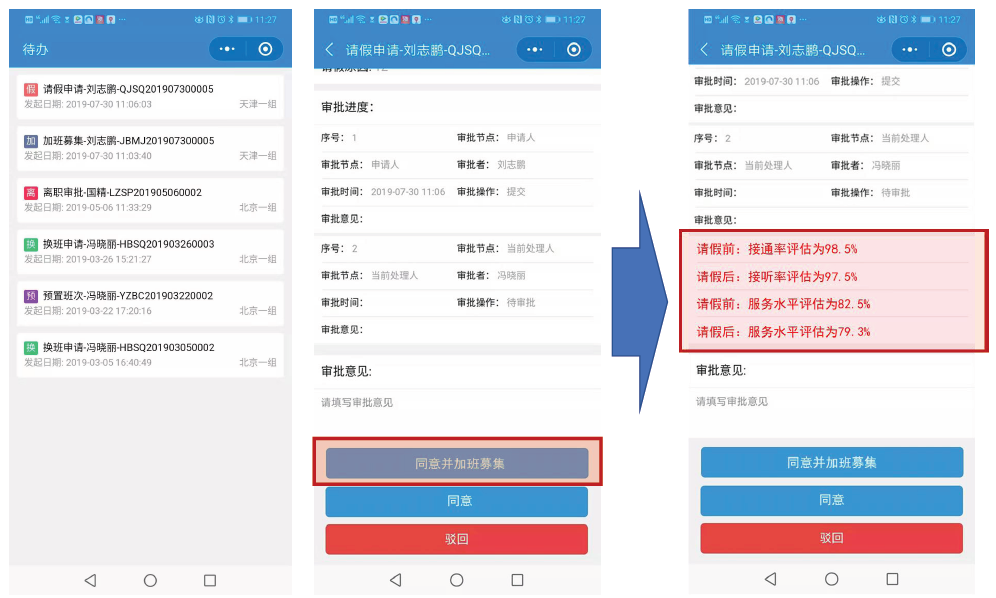 11:27
待办
假 请假申请-刘志鹏-QJSQ201907300005
发起日期: 2019-07-30 11:06:03 天津一组
加 加班募集-刘志鹏-JBMJ201907300005
发起日期: 2019-07-30 11:03:40 天津一组
离 离职审批-国精-LZSP201905060002
发起日期: 2019-05-06 11:33:29 北京一组
换 换班申请-冯晓丽-HBSQ201903260003
发起日期: 2019-03-26 15:21:27 北京一组
预 预置班次-冯晓丽-YZBC201903220002
发起日期: 2019-03-22 17:20:16 北京一组
换 换班申请-冯晓丽-HBSQ201903050002
发起日期: 2019-03-05 16:40:49 北京一组
11:27
请假申请-刘志鹏-QJSQ...
审批进度：
序号： 1 审批节点： 申请人
审批节点： 申请人 审批者： 刘志鹏
审批时间： 2019-07-30 11:06 审批操作： 提交
审批意见：
序号： 2 审批节点： 当前处理人
审批节点： 当前处理人 审批者： 冯晓丽
审批时间： 审批操作： 待审批
审批意见：
审批意见:
请填写审批意见
同意并加班募集
同意
驳回
11:27
请假申请-刘志鹏-QJSQ...
审批时间： 2019-07-30 11:06 审批操作： 提交
审批意见：
序号： 2 审批节点： 当前处理人
审批节点： 当前处理人 审批者： 冯晓丽
审批时间： 审批操作： 待审批
审批意见：
请假前：接通率评估为98.5%
请假后：接听率评估为97.5%
请假前：服务水平评估为82.5%
请假后：服务水平评估为79.3%
审批意见:
请填写审批意见
同意并加班募集
同意
驳回